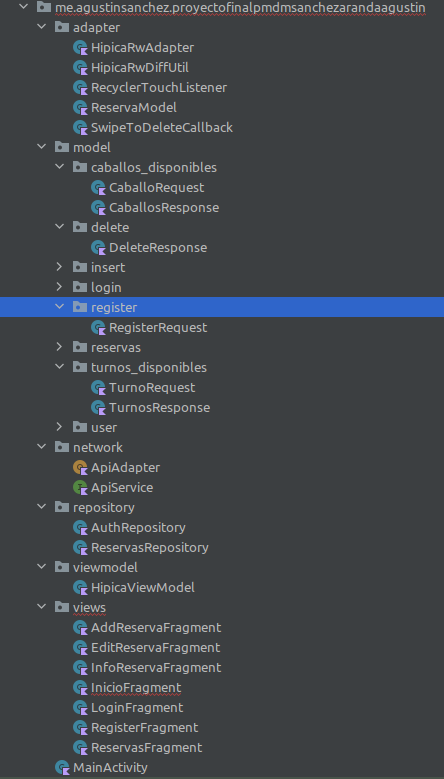 me.agustinsanchez.proyectofinalpmdmsanchezarandaagustin
adapter
HipicaRwAdapter
HipicaRwDiffUtil
RecyclerTouchListener
ReservaModel
SwipeToDeleteCallback
model
caballos_disponibles
CaballoRequest
CaballosResponse
delete
DeleteResponse
insert
login
register
RegisterRequest
reservas
turnos_disponibles
TurnoRequest
TurnosResponse
user
network
ApiAdapter
ApiService
repository
AuthRepository
ReservasRepository
viewmodel
HipicaViewModel
views
AddReservaFragment
EditReservaFragment
InfoReservaFragment
InicioFragment
LoginFragment
RegisterFragment
ReservasFragment
MainActivity